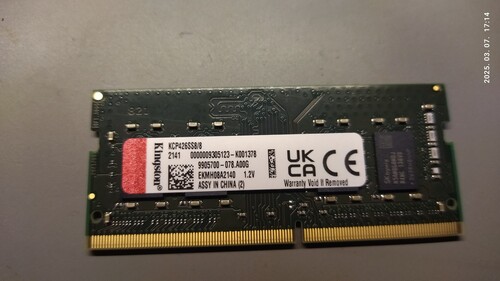 2025. 03. 07. 17:14
Kingston
KCP426SS8/8
2141 0000009305123-K001378
9905700-078.A00G
EKMH08A2140 1.2V
ASSY IN CHINA (2)
UK
CA
CE
Warranty Void If Removed